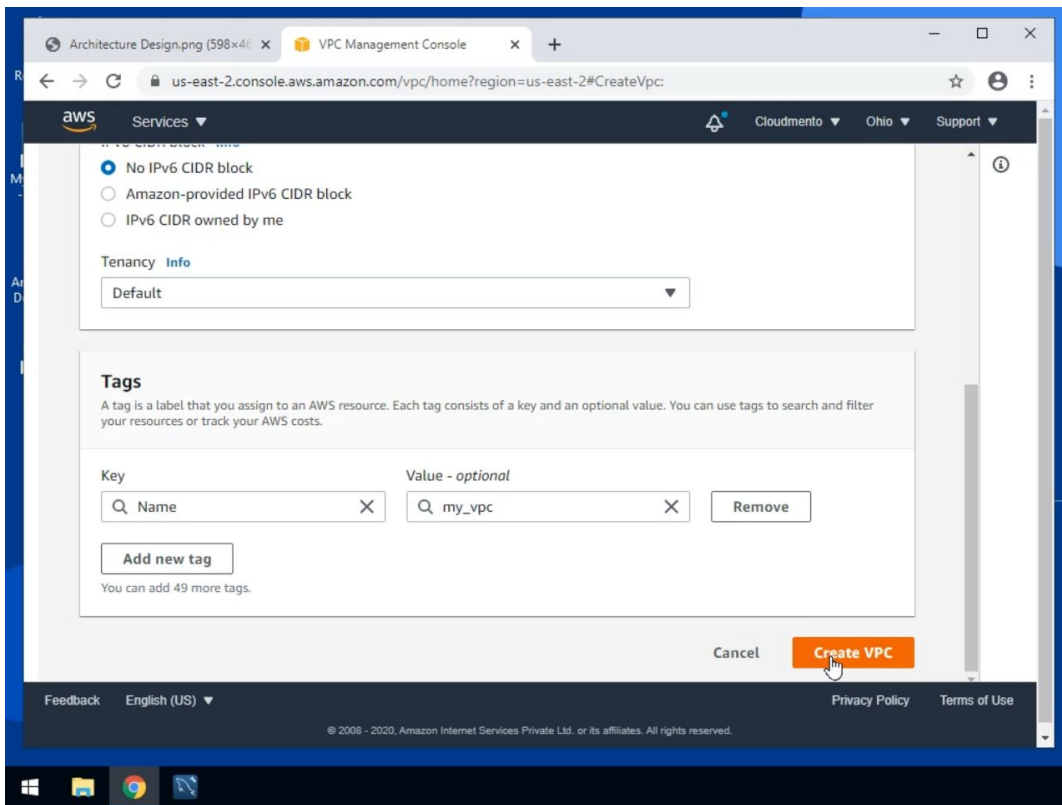 Architecture Design.png (598×46
VPC Management Console
us-east-2.console.aws.amazon.com/vpc/home?region=us-east-2#CreateVpc:
aws
Services
Cloudmento
Ohio
Support
No IPv6 CIDR block
Amazon-provided IPv6 CIDR block
IPv6 CIDR owned by me
Tenancy Info
Default
Tags
A tag is a label that you assign to an AWS resource. Each tag consists of a key and an optional value. You can use tags to search and filter
your resources or track your AWS costs.
Key
Value - optional
Name
my_vpc
Remove
Add new tag
You can add 49 more tags.
Cancel
Create VPC
Feedback
English (US)
Privacy Policy
Terms of Use
© 2008 - 2020, Amazon Internet Services Private Ltd. or its affiliates. All rights reserved.